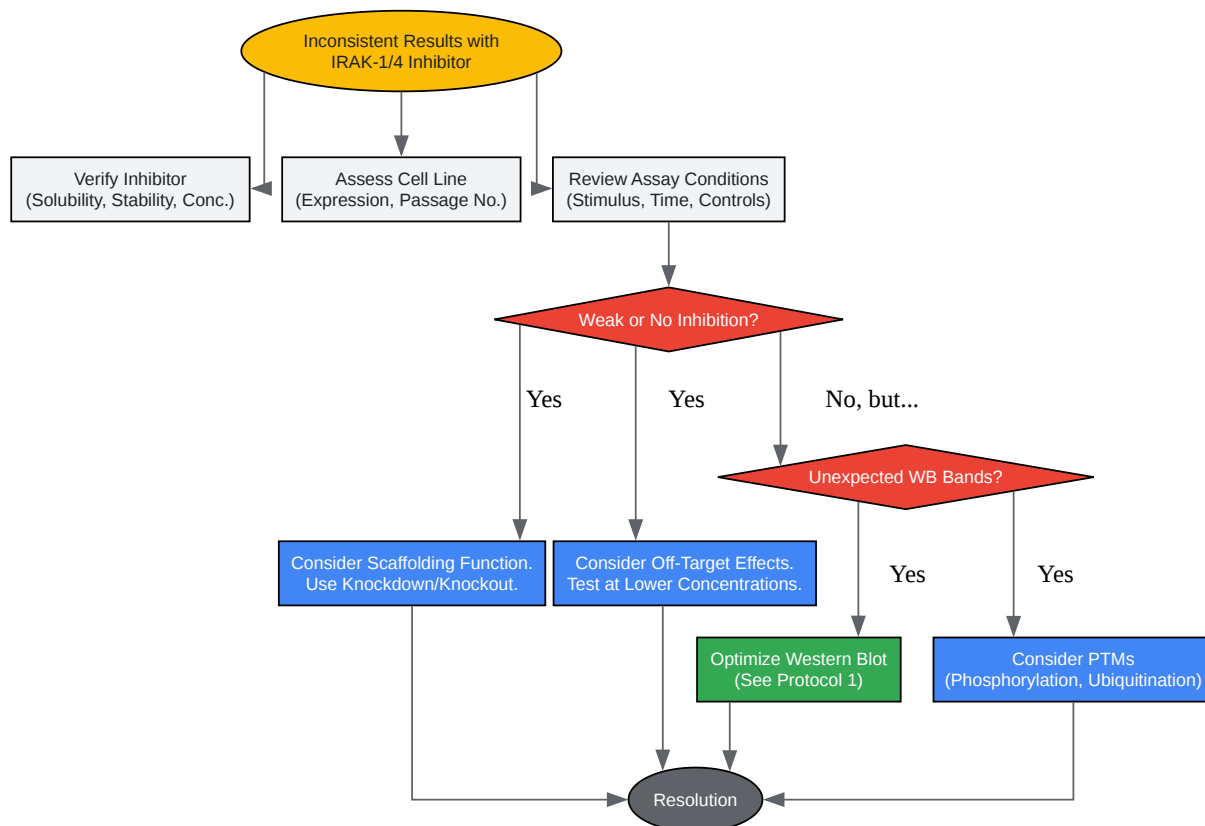 Inconsistent Results with
IRAK-1/4 Inhibitor
Verify Inhibitor
(Solubility, Stability, Conc.)
Assess Cell Line
(Expression, Passage No.)
Review Assay Conditions
(Stimulus, Time, Controls)
Weak or No Inhibition?
Yes
Yes
No, but...
Unexpected WB Bands?
Consider Scaffolding Function.
Use Knockdown/Knockout.
Consider Off-Target Effects.
Test at Lower Concentrations.
Yes
Yes
Optimize Western Blot
(See Protocol 1)
Consider PTMs
(Phosphorylation, Ubiquitination)
Resolution